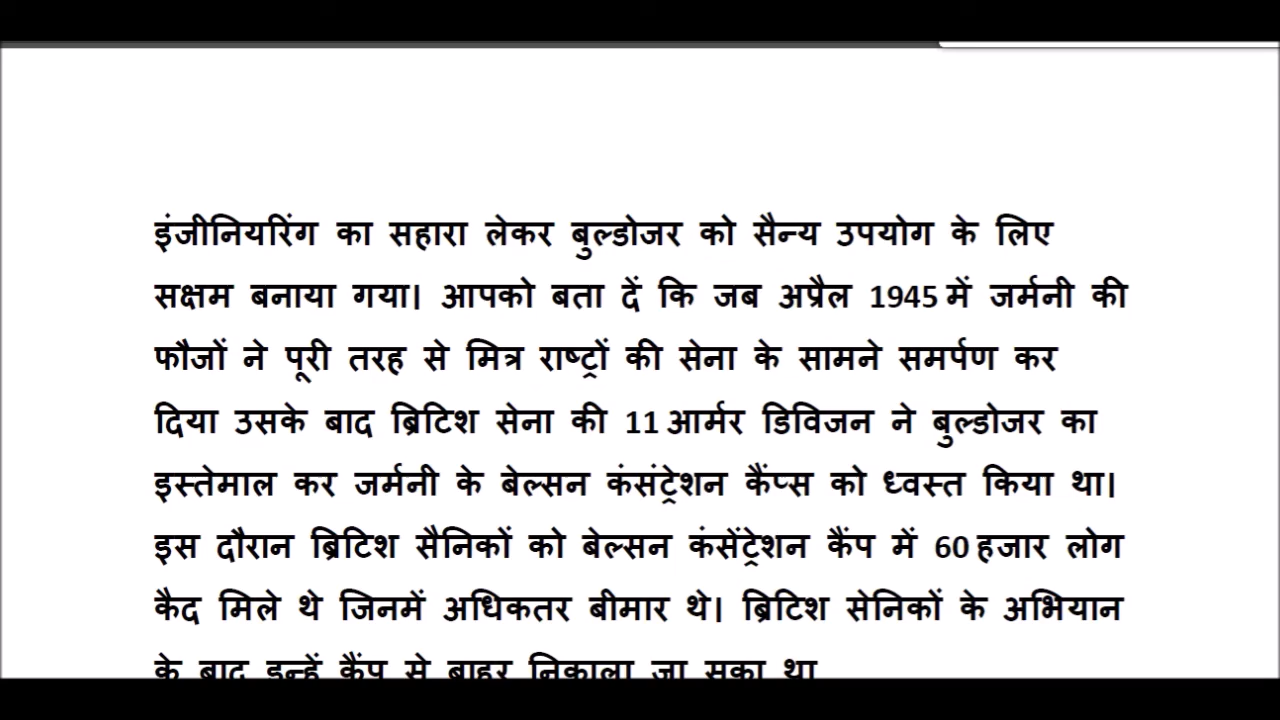 इंजीनियरिंग का सहारा लेकर बुल्डोजर को सैन्य उपयोग के लिए
सक्षम बनाया गया। आपको बता दें कि जब अप्रैल 1945 में जर्मनी की
फौजों ने पूरी तरह से मित्र राष्ट्रों की सेना के सामने समर्पण कर
दिया उसके बाद ब्रिटिश सेना की 11 आर्मर डिविजन ने बुल्डोजर का
इस्तेमाल कर जर्मनी के बेल्सन कंसंट्रेशन कैंप्स को ध्वस्त किया था।
इस दौरान ब्रिटिश सैनिकों को बेल्सन कंसेंट्रेशन कैंप में 60 हजार लोग
कैद मिले थे जिनमें अधिकतर बीमार थे। ब्रिटिश सेनिकों के अभियान
के बाद इन्हें कैंप से बाहर निकाला जा सका था